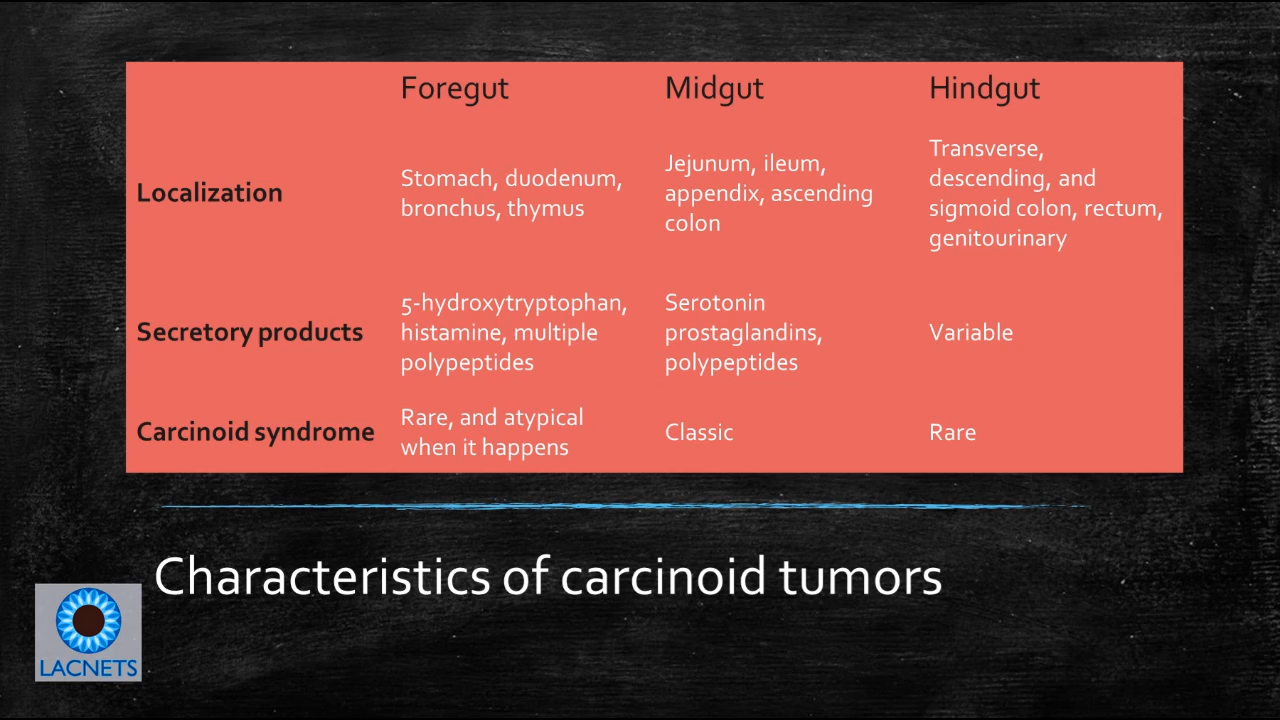 Foregut Midgut Hindgut
Localization
Stomach, duodenum,
bronchus, thymus
Jejunum, ileum,
appendix, ascending
colon
Transverse,
descending, and
sigmoid colon, rectum,
genitourinary
Secretory products
5-hydroxytryptophan,
histamine, multiple
polypeptides
Serotonin
prostaglandins,
polypeptides
Variable
Carcinoid syndrome
Rare, and atypical
when it happens
Classic
Rare
Characteristics of carcinoid tumors
LACNETS